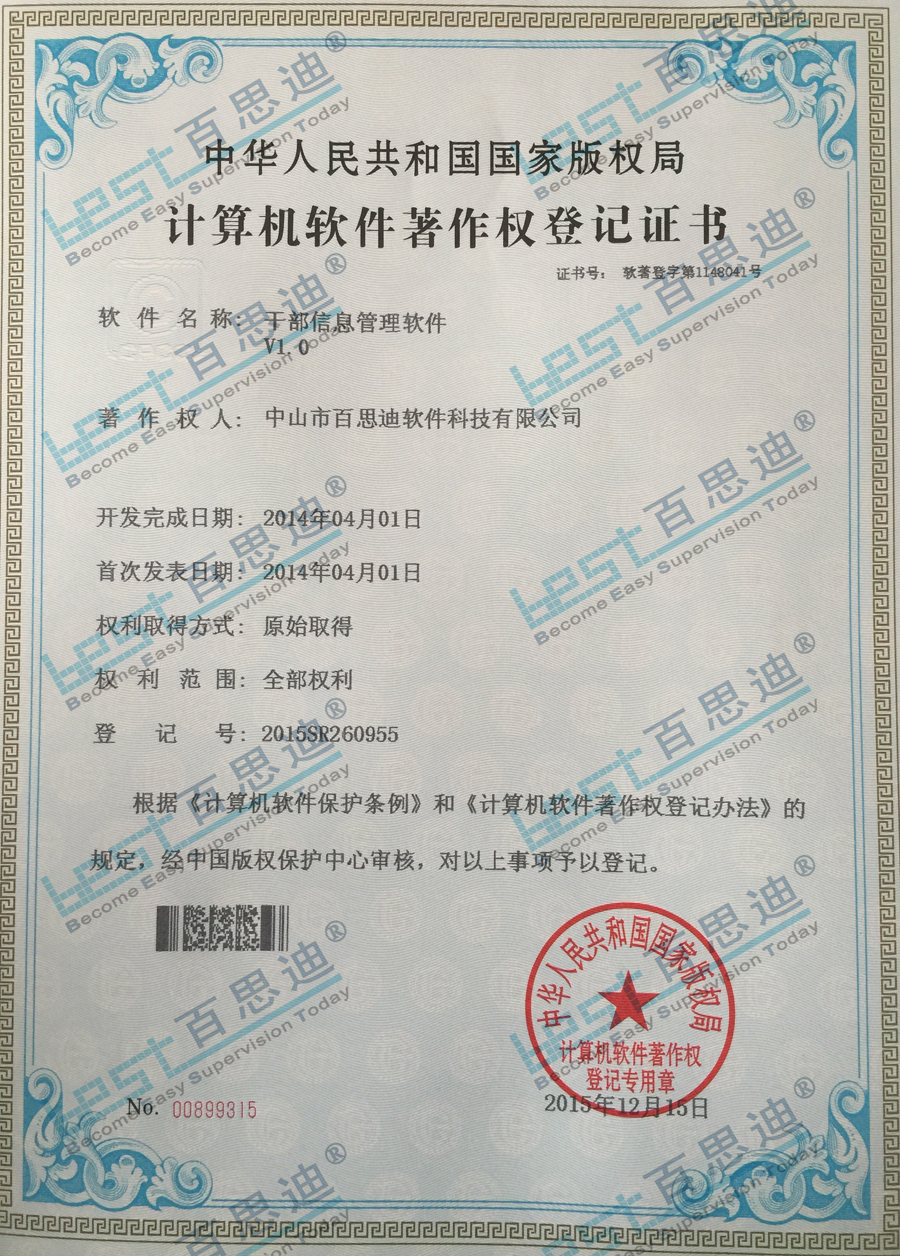 中华人民共和国国家版权局
计算机软件著作权登记证书
证书号： 软著登字第1148041号
软件名称： 干部信息管理软件
V1.0
著作权人： 中山市百思迪软件科技有限公司
开发完成日期： 2014年04月01日
首次发表日期： 2014年04月01日
权利取得方式： 原始取得
权利范围： 全部权利
登记号： 2015SR260955
根据《计算机软件保护条例》和《计算机软件著作权登记办法》的
规定，经中国版权保护中心审核，对以上事项予以登记。
中华人民共和国国家版权局
计算机软件著作权
登记专用章
No. 00899315
2015年12月15日
best百思迪®
Become Easy Supervision Today